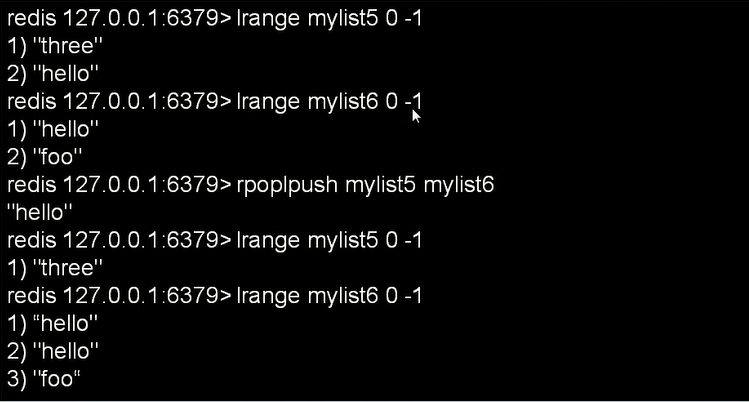 redis 127.0.0.1:6379> lrange mylist5 0 -1
1) "three"
2) "hello"
redis 127.0.0.1:6379> lrange mylist6 0 -1
1) "hello"
2) "foo"
redis 127.0.0.1:6379> rpoplpush mylist5 mylist6
"hello"
redis 127.0.0.1:6379> lrange mylist5 0 -1
1) "three"
redis 127.0.0.1:6379> lrange mylist6 0 -1
1) “hello"
2) "hello"
3) "foo“